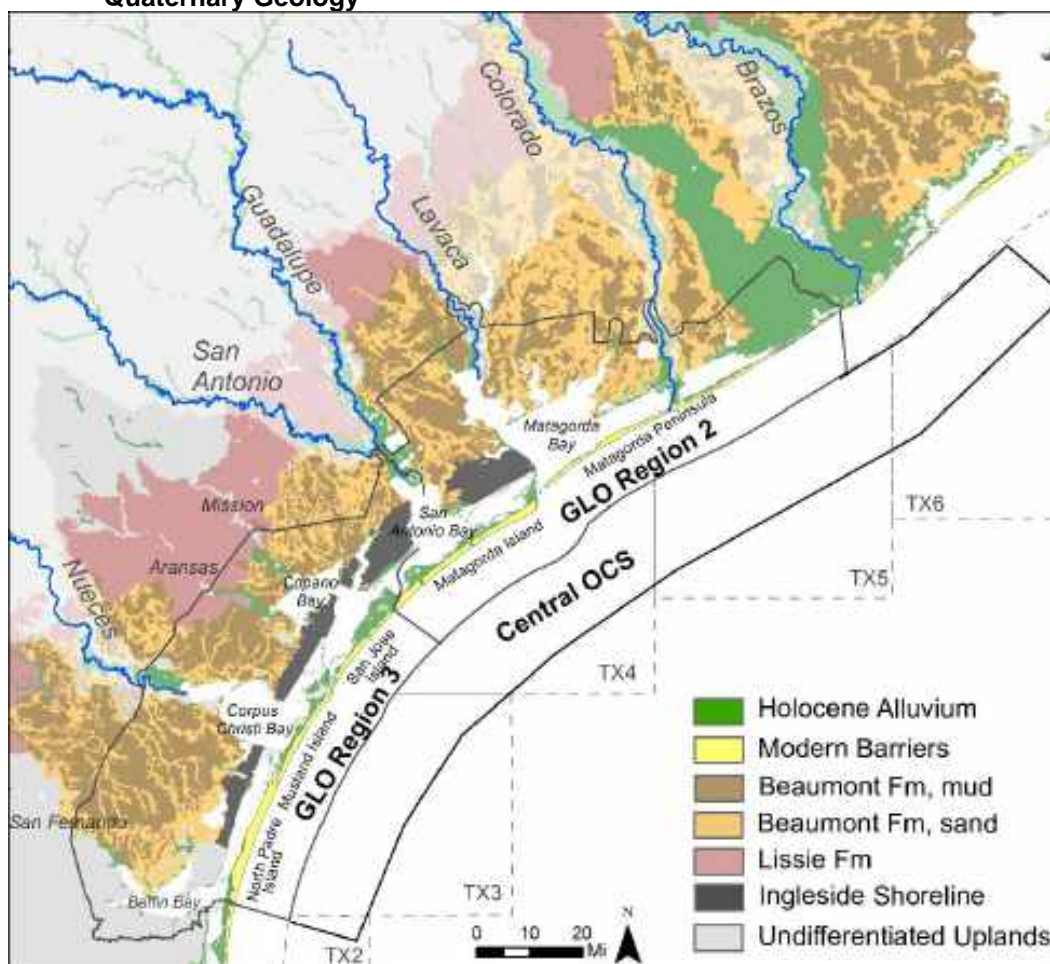 Quaternary Geology
Colorado
Brazos
Guadalupe
Lavaca
San
Antonio
Matagorda
Bay
Matagorda Peninsula
GLO Region 2
Mission
San
Antonio Bay
TX6
Aransas
Matagorda Island
Nueces
Copano
Bay
TX5
Central OCS
San Jose
Island
TX4
GLO Region 3
Corpus
Christi Bay
Mustang Island
San Fernando
North Padre
Island
Baffin Bay
TX3
TX2
Holocene Alluvium
Modern Barriers
Beaumont Fm, mud
Beaumont Fm, sand
Lissie Fm
Ingleside Shoreline
Undifferentiated Uplands
N
0 10 20
Mi